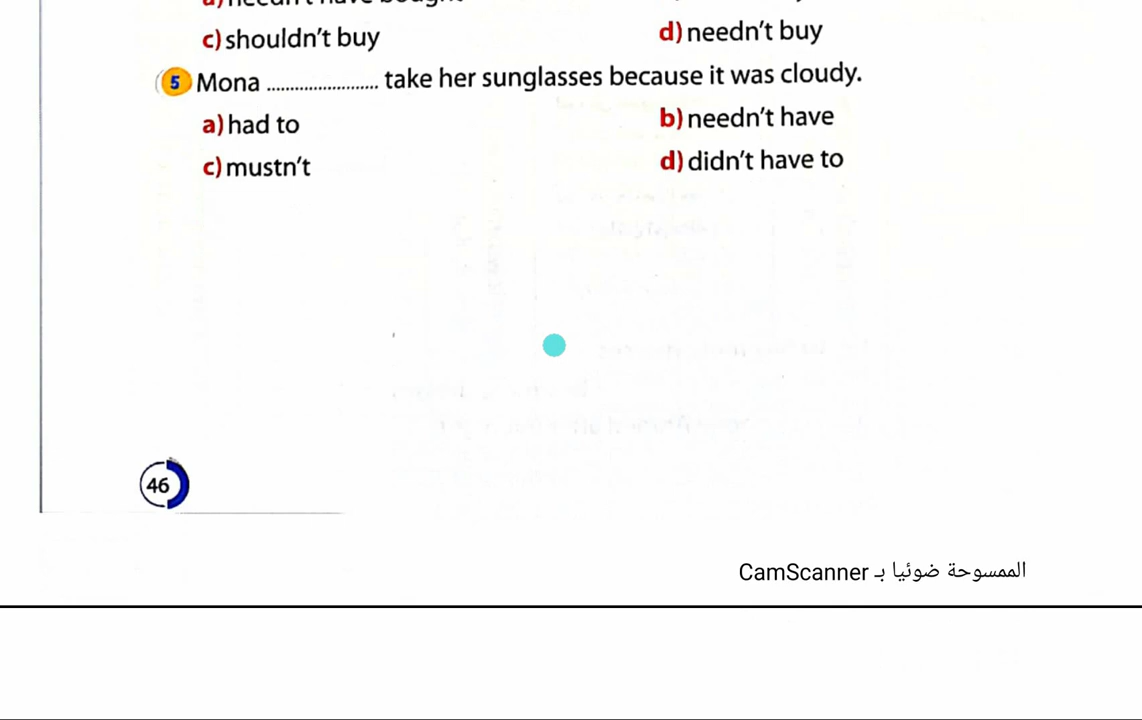 c) shouldn't buy
d) needn't buy
5 Mona ........................ take her sunglasses because it was cloudy.
a) had to
b) needn't have
c) mustn't
d) didn't have to
46
الممسوحة ضوئيا بـ CamScanner